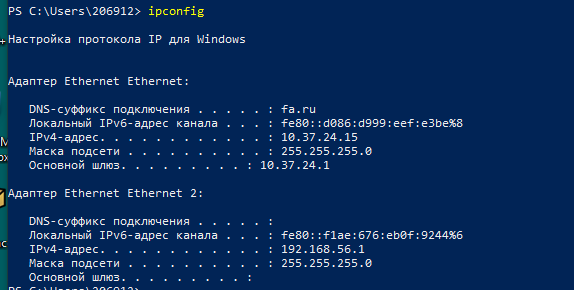 PS C:\Users\206912> ipconfig
Настройка протокола IP для Windows
Адаптер Ethernet Ethernet:
DNS-суффикс подключения . . . . . : fa.ru
Локальный IPv6-адрес канала . . . : fe80::d086:d999:eef:e3be%8
IPv4-адрес. . . . . . . . . . . . : 10.37.24.15
Маска подсети . . . . . . . . . . : 255.255.255.0
Основной шлюз. . . . . . . . . : 10.37.24.1
Адаптер Ethernet Ethernet 2:
DNS-суффикс подключения . . . . . :
Локальный IPv6-адрес канала . . . : fe80::f1ae:676:eb0f:9244%6
IPv4-адрес. . . . . . . . . . . . : 192.168.56.1
Маска подсети . . . . . . . . . . : 255.255.255.0
Основной шлюз. . . . . . . . . :
PS C:\Users\206912>